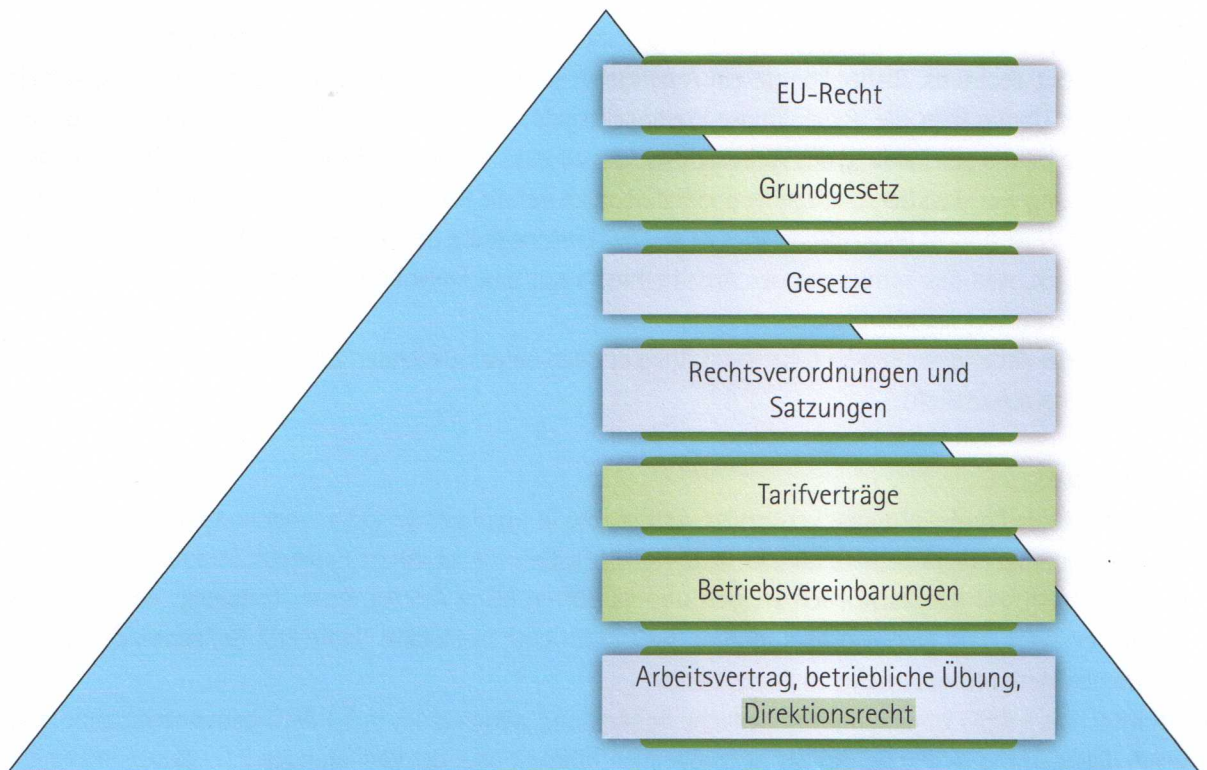 EU-Recht
Grundgesetz
Gesetze
Rechtsverordnungen und
Satzungen
Tarifverträge
Betriebsvereinbarungen
Arbeitsvertrag, betriebliche Übung,
Direktionsrecht